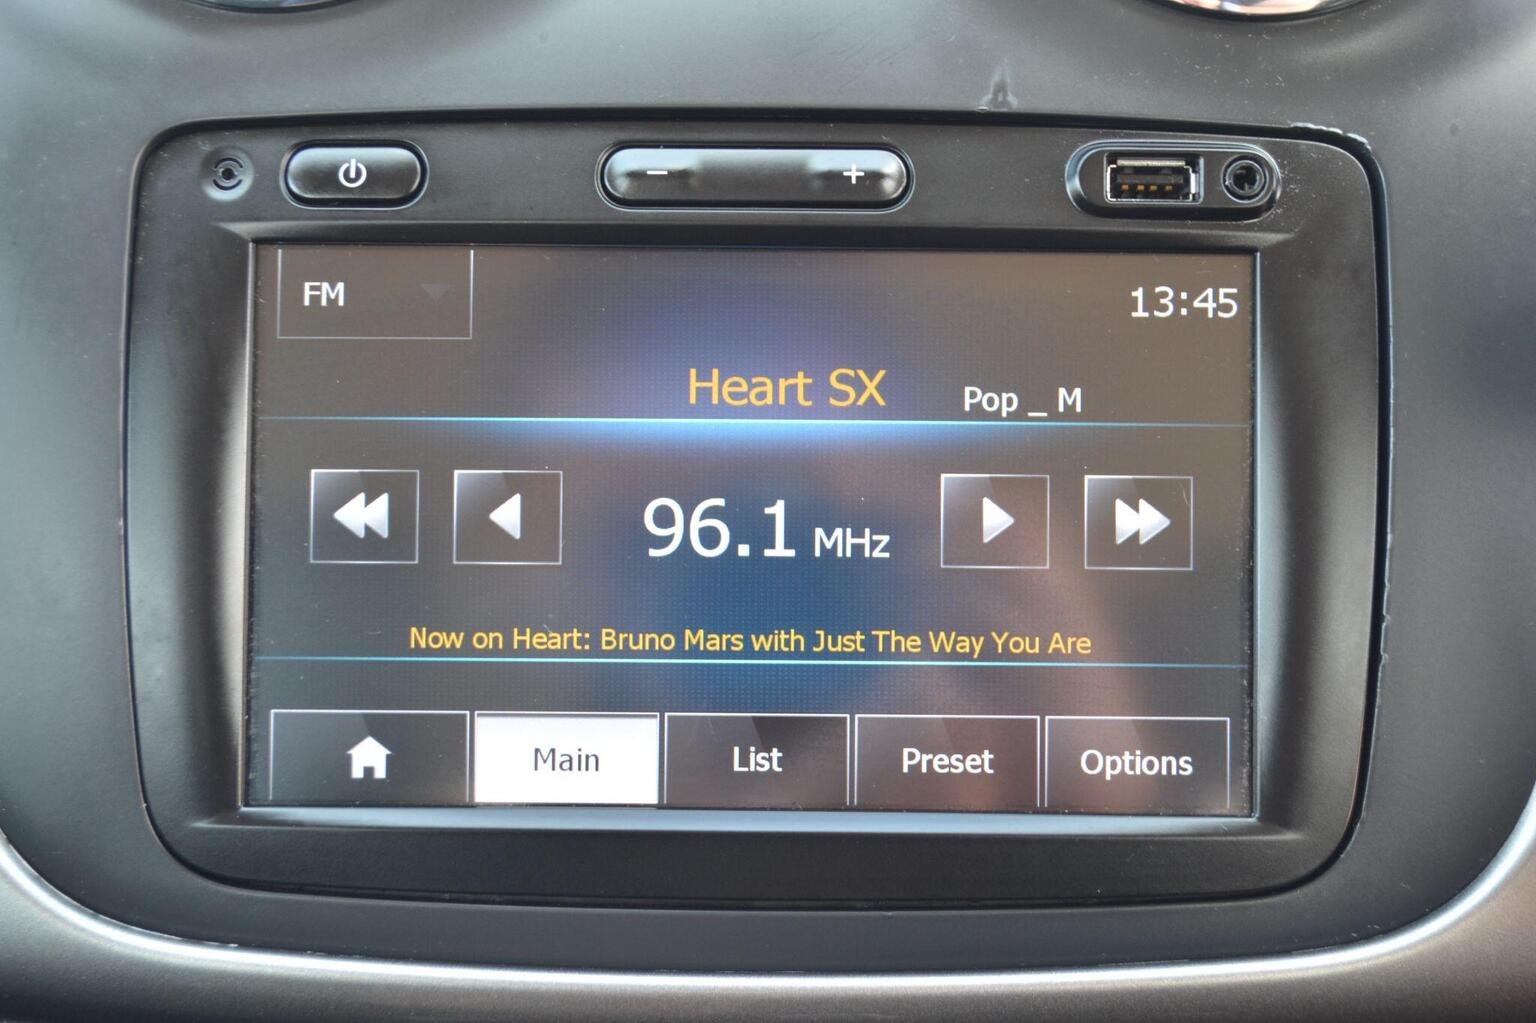 FM
13:45
Heart SX
Pop _ M
96.1 MHz
Now on Heart: Bruno Mars with Just The Way You Are
Main
List
Preset
Options